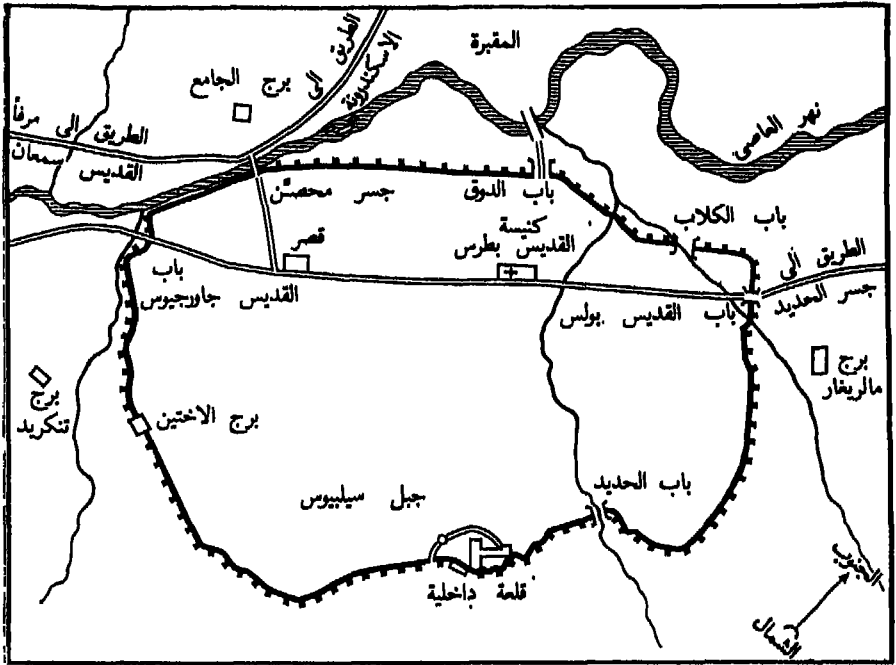 المقبرة
الطريق الى
الاسكندرونة
برج الجامع
الطريق الى مرفأ
القديس سمعان
نهر العاصي
جسر محصّن
باب الدوق
باب الكلاب
كنيسة
القديس بطرس
قصر
الطريق الى
جسر الحديد
باب
القديس جاورجيوس
باب القديس بولس
برج
مالريغار
برج
تنكريد
برج الاختين
باب الحديد
جبل سيلبيوس
قلعة داخلية
الجنوب
الشمال